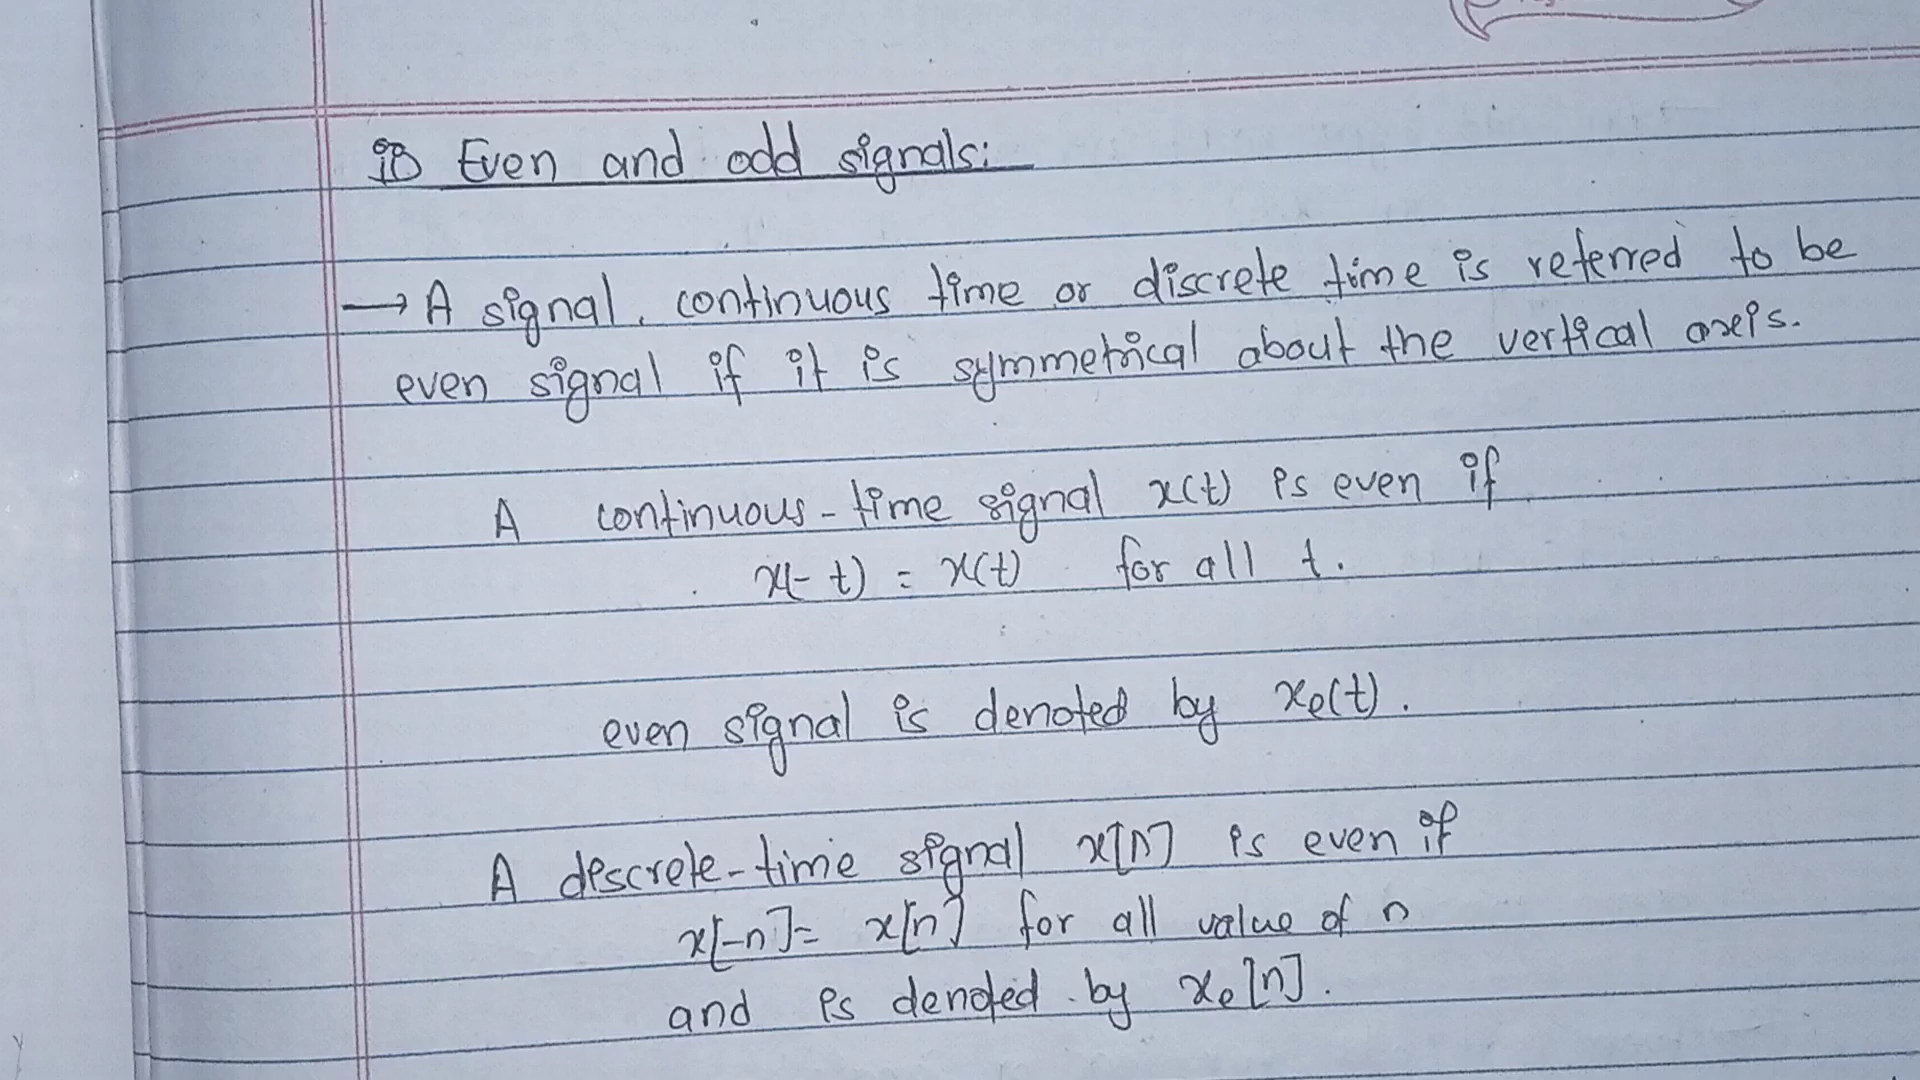 ii) Even and odd signals:
→ A signal, continuous time or discrete time is referred to be
even signal if it is symmetrical about the vertical axis.
A continuous-time signal x(t) is even if
x(-t) = x(t) for all t.
even signal is denoted by xₑ(t).
A discrete-time signal x[n] is even if
x[-n] = x[n] for all value of n
and is denoted by xₑ[n].